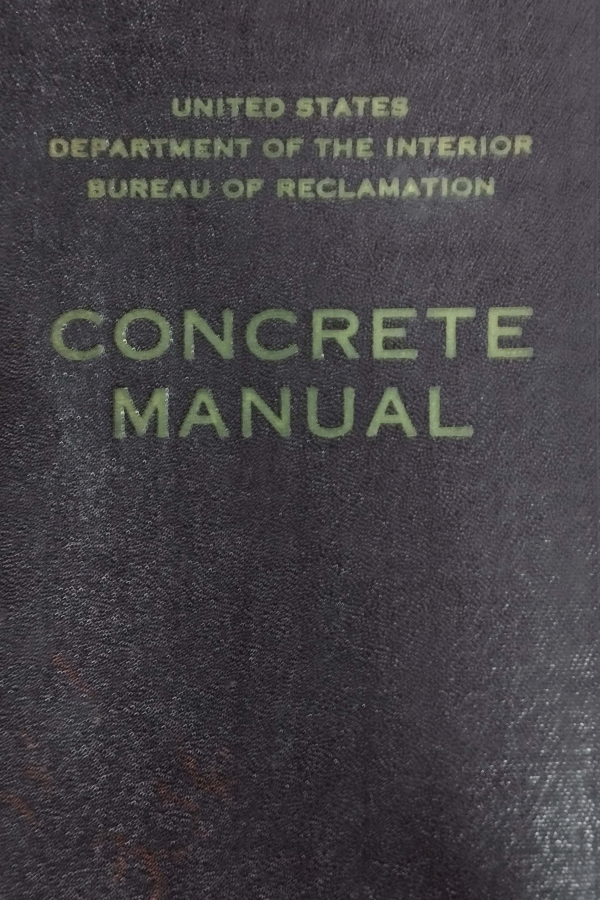 UNITED STATES
DEPARTMENT OF THE INTERIOR
BUREAU OF RECLAMATION
CONCRETE
MANUAL